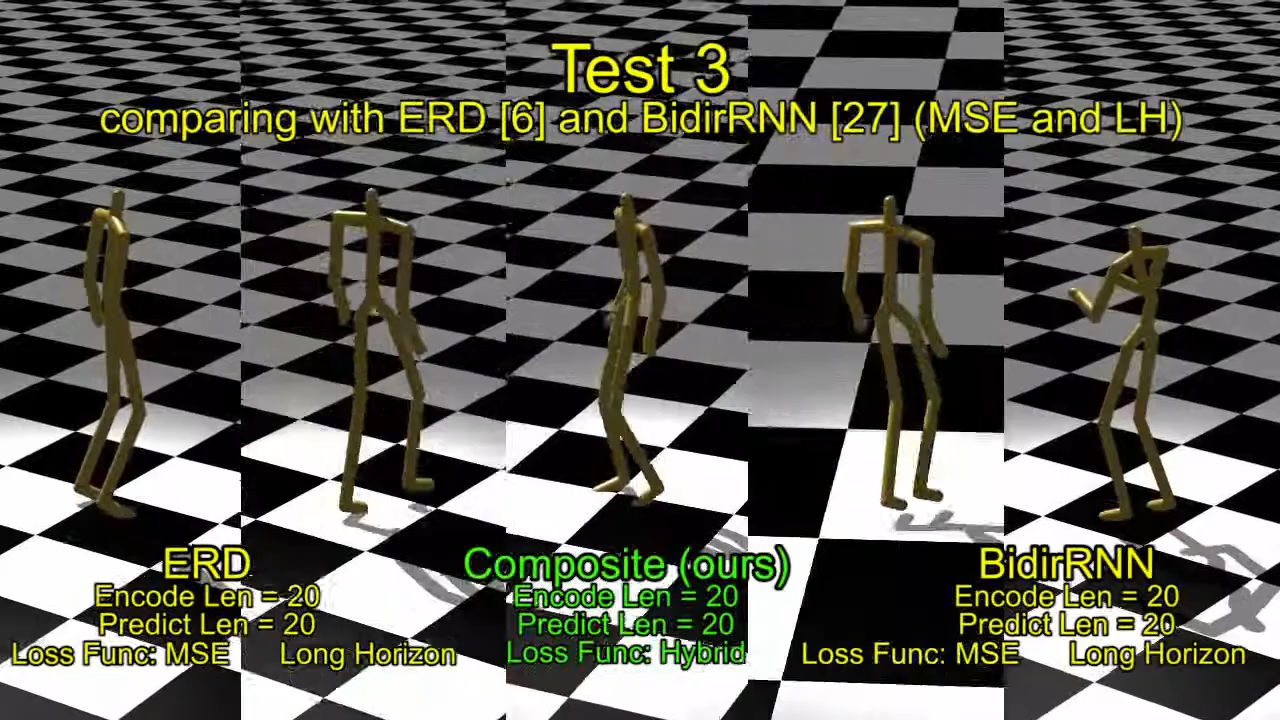 Test 3
comparing with ERD [6] and BidirRNN [27] (MSE and LH)
ERD
Encode Len = 20
Predict Len = 20
Loss Func: MSE Long Horizon
Composite (ours)
Encode Len = 20
Predict Len = 20
Loss Func: Hybrid
BidirRNN
Encode Len = 20
Predict Len = 20
Loss Func: MSE Long Horizon